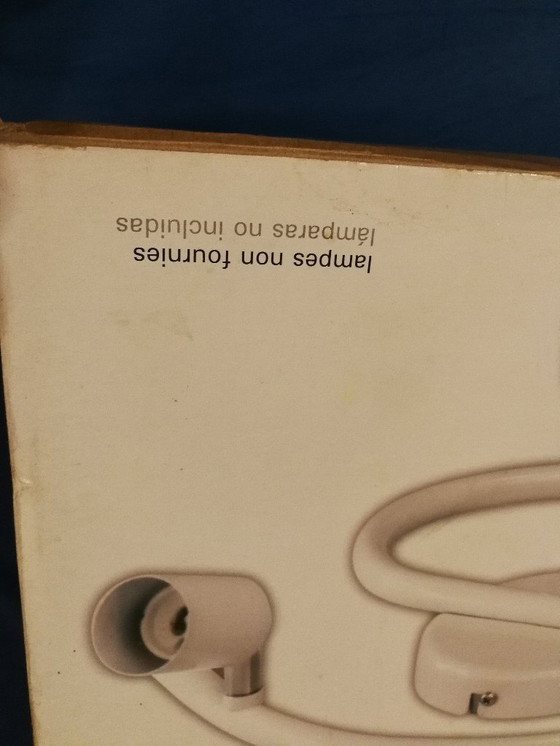 lampes non fournies
lámparas no incluidas